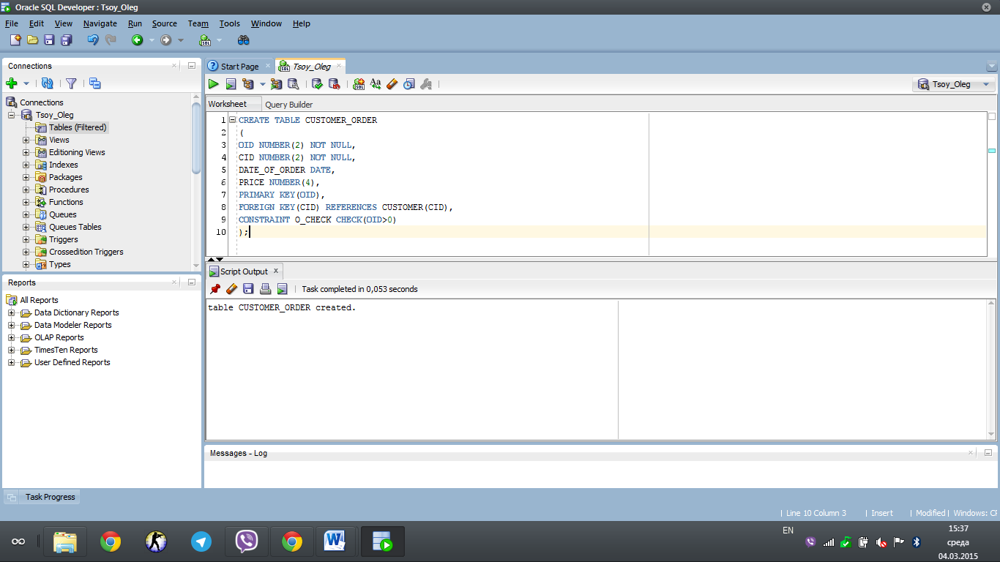 Oracle SQL Developer : Tsoy_Oleg
File Edit View Navigate Run Source Team Tools Window Help
Connections
Connections
Tsoy_Oleg
Tables (Filtered)
Views
Editioning Views
Indexes
Packages
Procedures
Functions
Queues
Queues Tables
Triggers
Crossedition Triggers
Types
Reports
All Reports
Data Dictionary Reports
Data Modeler Reports
OLAP Reports
TimesTen Reports
User Defined Reports
Start Page
Tsoy_Oleg
Tsoy_Oleg
Worksheet Query Builder
1 CREATE TABLE CUSTOMER_ORDER
2 (
3 OID NUMBER(2) NOT NULL,
4 CID NUMBER(2) NOT NULL,
5 DATE_OF_ORDER DATE,
6 PRICE NUMBER(4),
7 PRIMARY KEY(OID),
8 FOREIGN KEY(CID) REFERENCES CUSTOMER(CID),
9 CONSTRAINT O_CHECK CHECK(OID>0)
10 );
Script Output
Task completed in 0,053 seconds
table CUSTOMER_ORDER created.
Messages - Log
Task Progress
Line 10 Column 3 | Insert | Modified | Windows: CF
EN
15:37
среда
04.03.2015